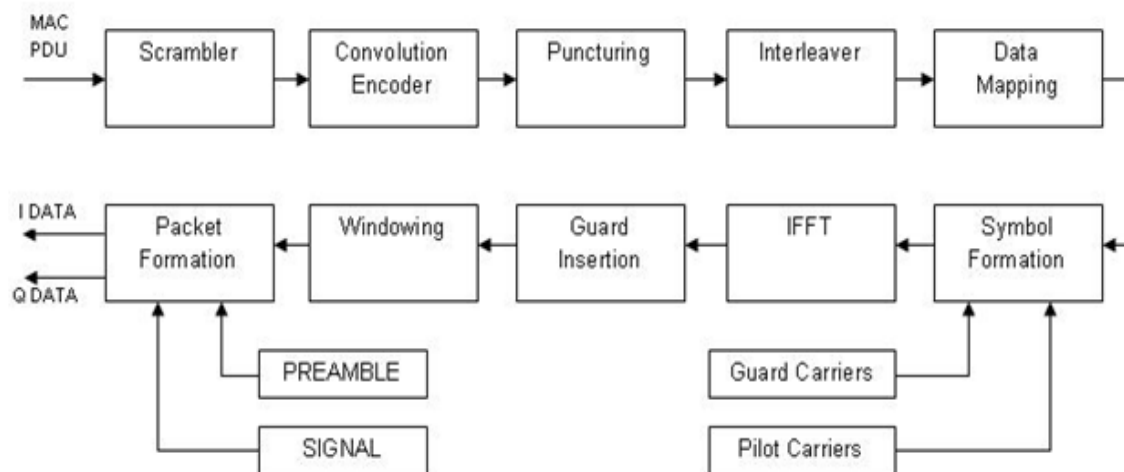 MAC
PDU
Scrambler
Convolution
Encoder
Puncturing
Interleaver
Data
Mapping
I DATA
Q DATA
Packet
Formation
Windowing
Guard
Insertion
IFFT
Symbol
Formation
PREAMBLE
Guard Carriers
SIGNAL
Pilot Carriers